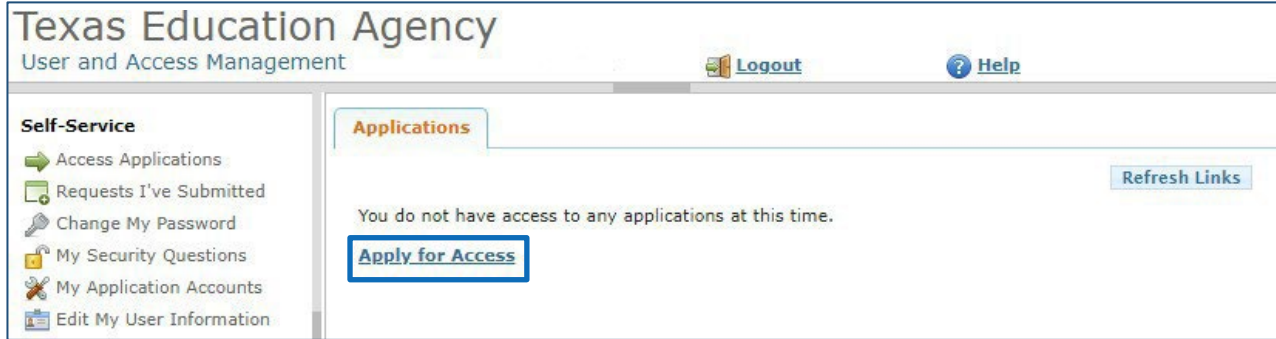 Texas Education Agency
User and Access Management
Logout
Help
Self-Service
Access Applications
Requests I've Submitted
Change My Password
My Security Questions
My Application Accounts
Edit My User Information
Applications
Refresh Links
You do not have access to any applications at this time.
Apply for Access